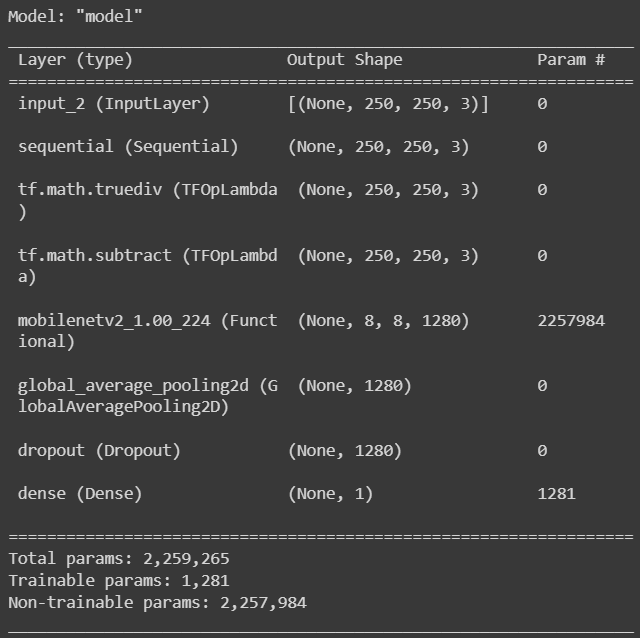 Model: "model"
Layer (type) Output Shape Param #
input_2 (InputLayer) [(None, 250, 250, 3)] 0
sequential (Sequential) (None, 250, 250, 3) 0
tf.math.truediv (TFOpLambda (None, 250, 250, 3) 0
)
tf.math.subtract (TFOpLambd (None, 250, 250, 3) 0
a)
mobilenetv2_1.00_224 (Funct (None, 8, 8, 1280) 2257984
ional)
global_average_pooling2d (G (None, 1280) 0
lobalAveragePooling2D)
dropout (Dropout) (None, 1280) 0
dense (Dense) (None, 1) 1281
Total params: 2,259,265
Trainable params: 1,281
Non-trainable params: 2,257,984